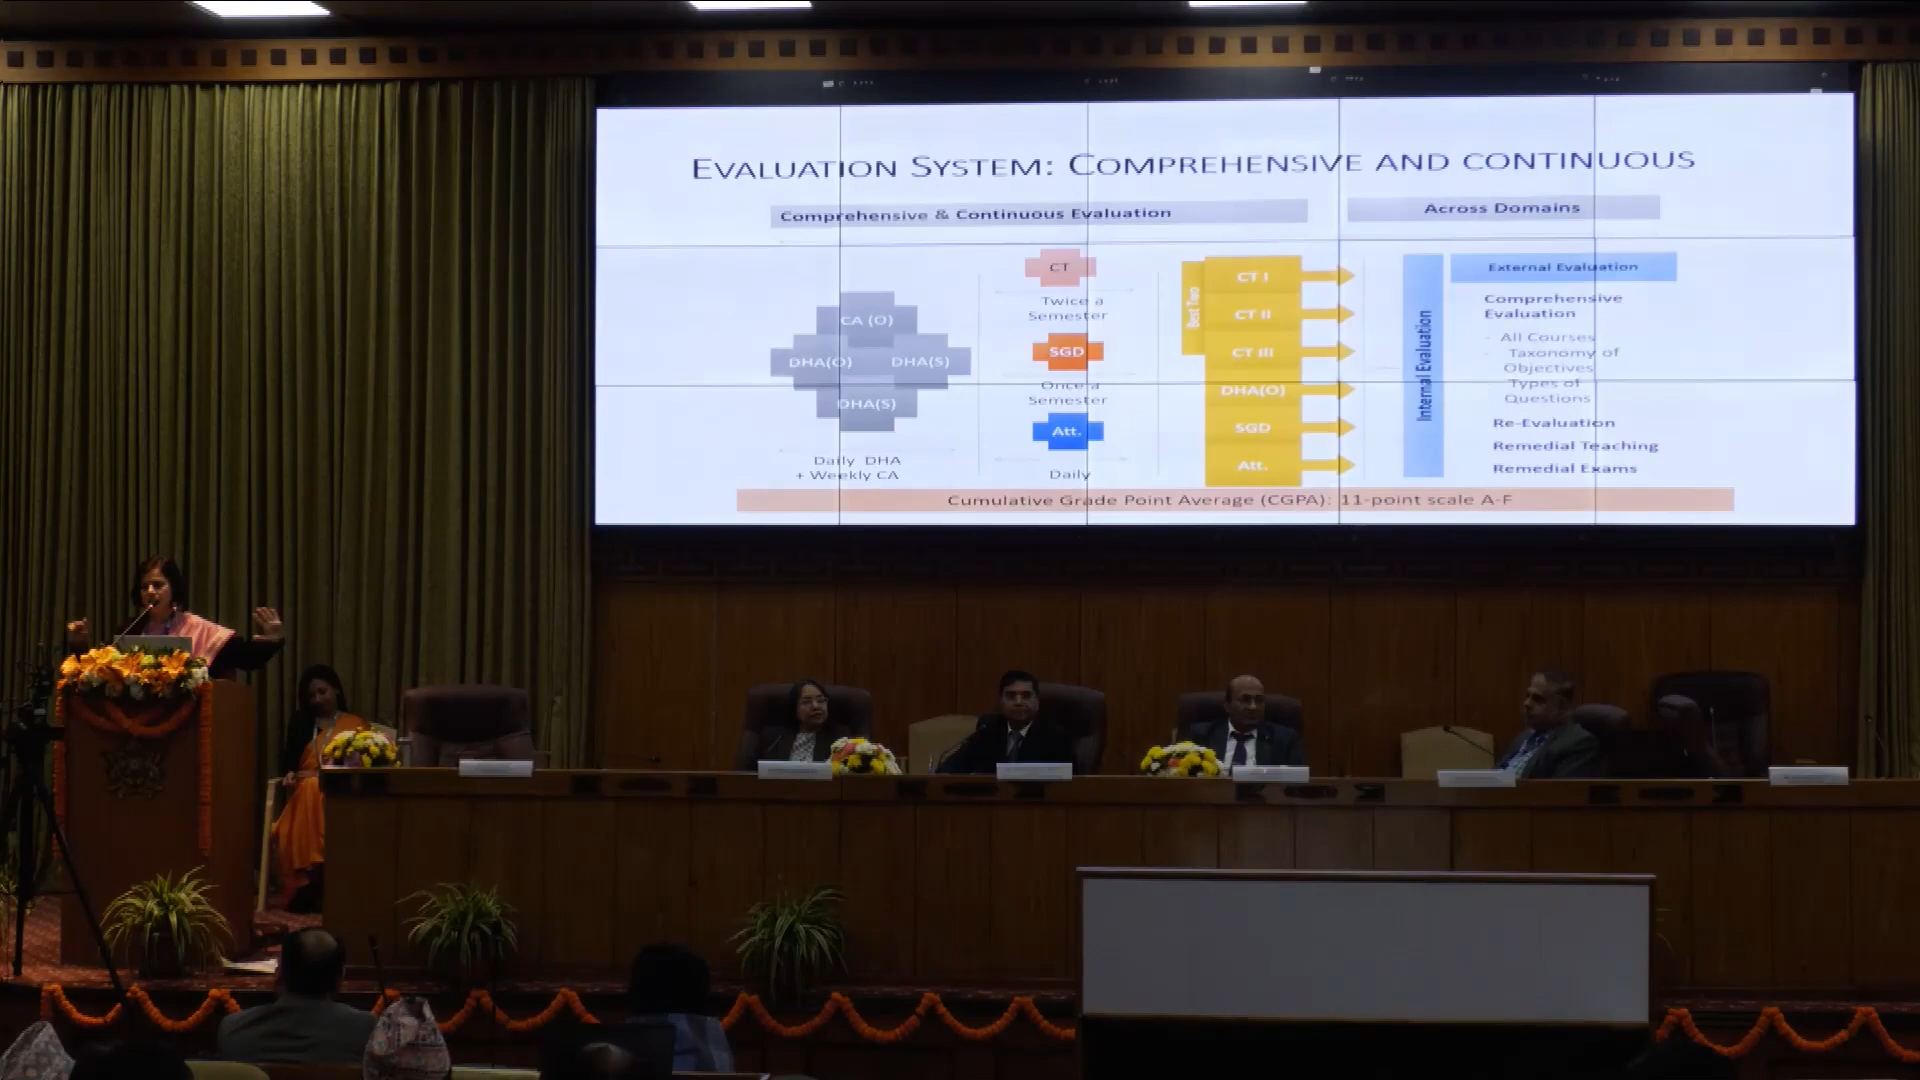 EVALUATION SYSTEM: COMPREHENSIVE AND CONTINUOUS
Comprehensive & Continuous Evaluation
Across Domains
CA (O)
DHA(O)
DHA(S)
DHA(S)
Daily DHA
+ Weekly CA
CT
Twice a
Semester
SGD
Once a
Semester
Att.
Daily
Best Two
CT I
CT II
CT III
DHA(O)
SGD
Att.
Internal Evaluation
External Evaluation
Comprehensive
Evaluation
- All Courses
- Taxonomy of
Objectives
Types of
Questions
Re-Evaluation
Remedial Teaching
Remedial Exams
Cumulative Grade Point Average (CGPA): 11-point scale A-F